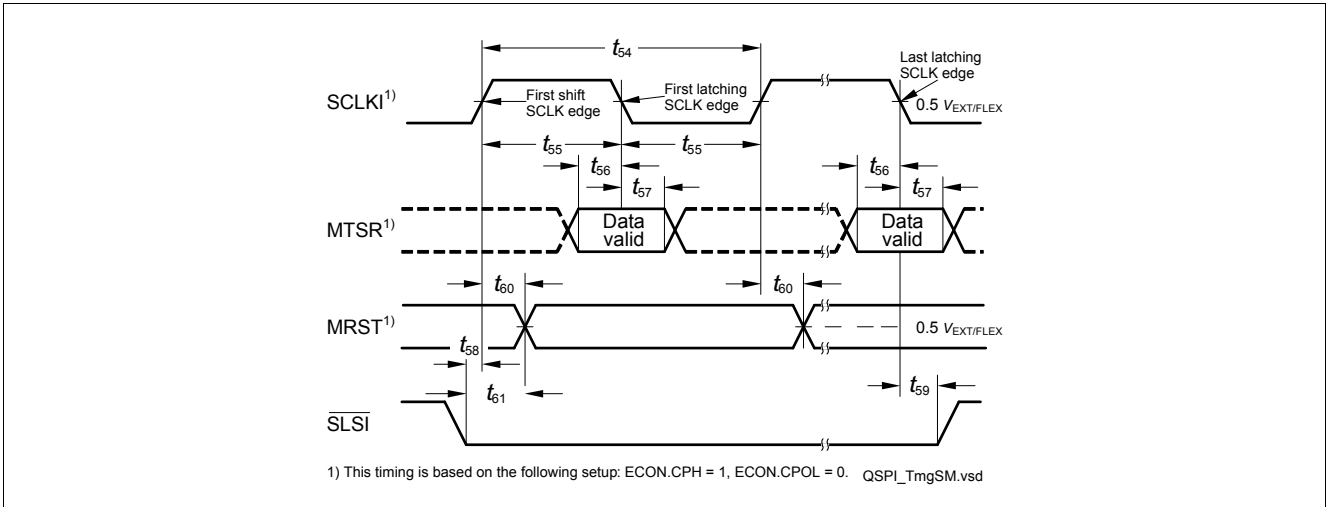 t54
SCLKI1)
First shift
SCLK edge
First latching
SCLK edge
Last latching
SCLK edge
0.5 VEXT/FLEX
t55
t55
t56
t57
t56
t57
MTSR1)
Data
valid
Data
valid
t60
t60
MRST1)
0.5 VEXT/FLEX
t58
t61
t59
SLSI
1) This timing is based on the following setup: ECON.CPH = 1, ECON.CPOL = 0.
QSPI_TmgSM.vsd